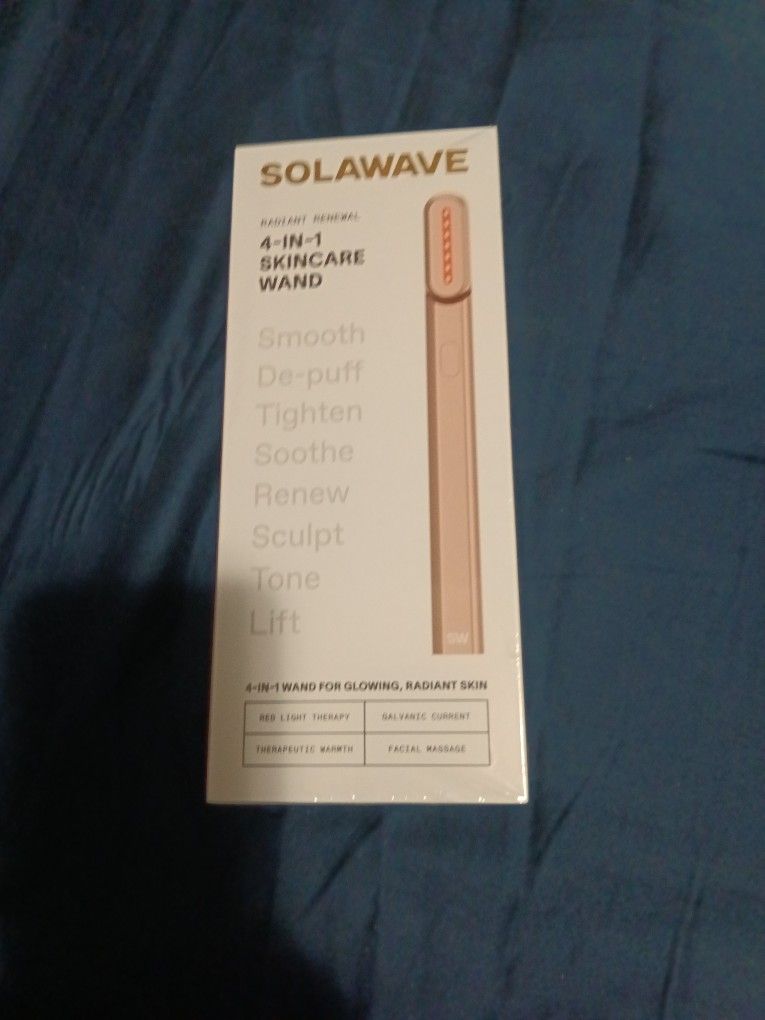 SOLAWAVE
RADIANT RENEWAL
4-IN-1
SKINCARE
WAND
Smooth
De-puff
Tighten
Soothe
Renew
Sculpt
Tone
Lift
SW
4-IN-1 WAND FOR GLOWING, RADIANT SKIN
RED LIGHT THERAPY
GALVANIC CURRENT
THERAPEUTIC WARMTH
FACIAL MASSAGE